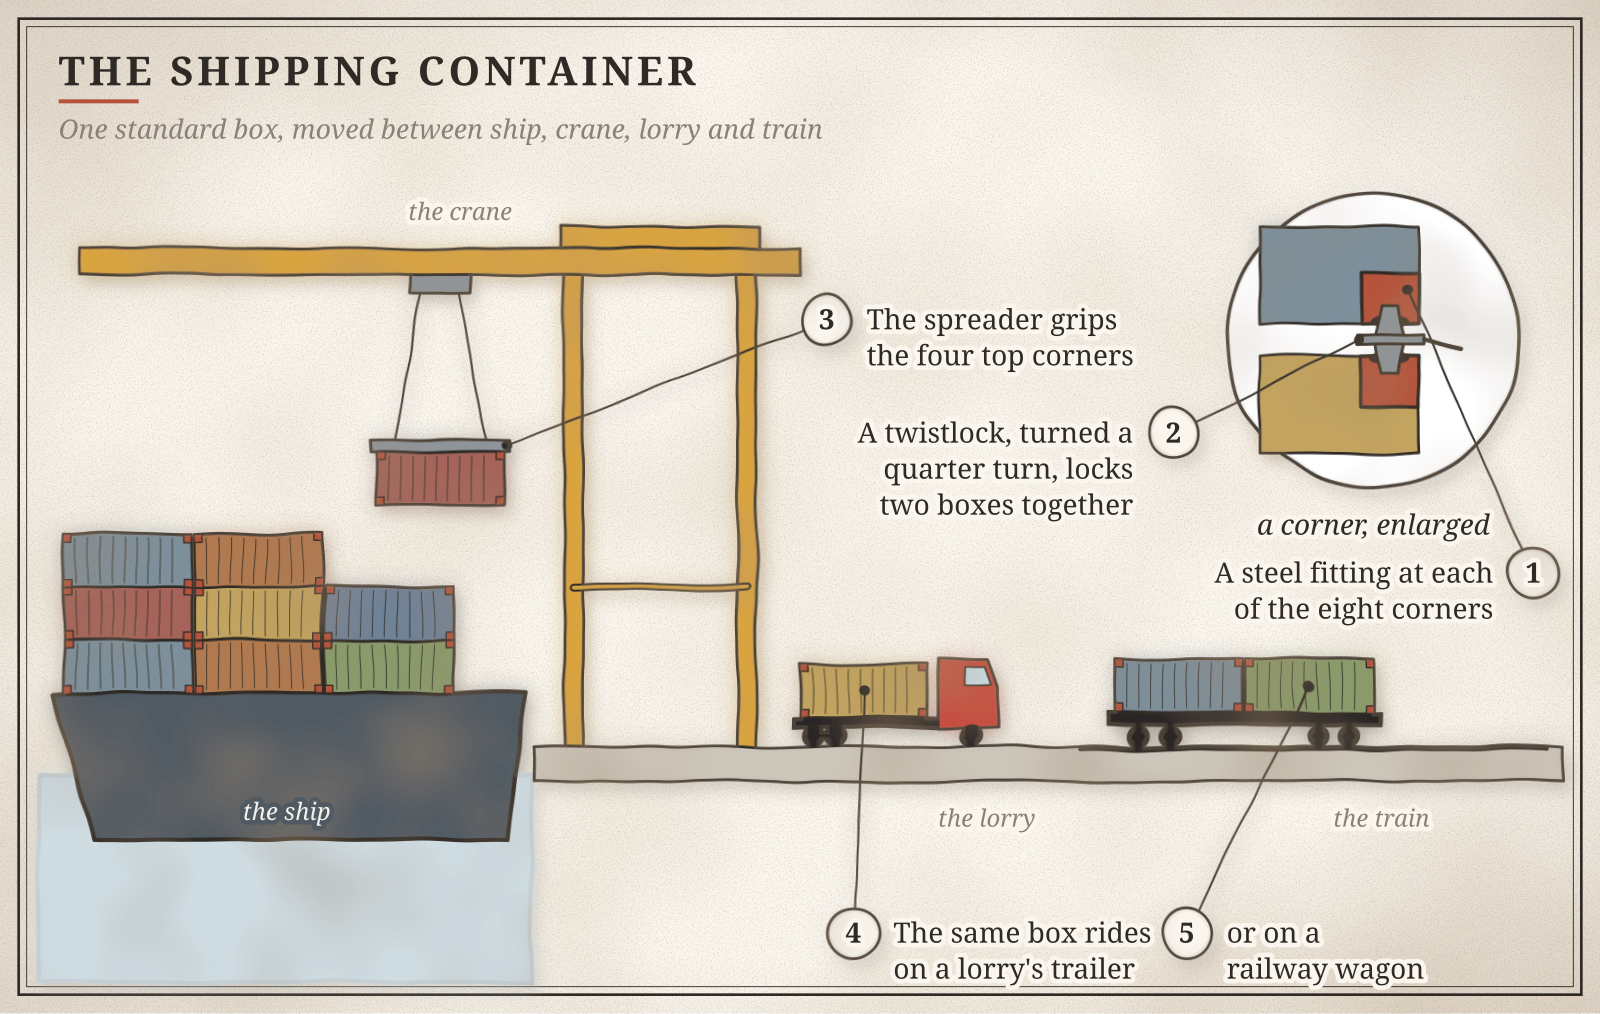 THE SHIPPING CONTAINER
One standard box, moved between ship, crane, lorry and train
the crane
3
The spreader grips
the four top corners
A twistlock, turned a
quarter turn, locks
two boxes together
2
a corner, enlarged
A steel fitting at each
of the eight corners
1
the ship
the lorry
the train
4
The same box rides
on a lorry's trailer
5
or on a
railway wagon